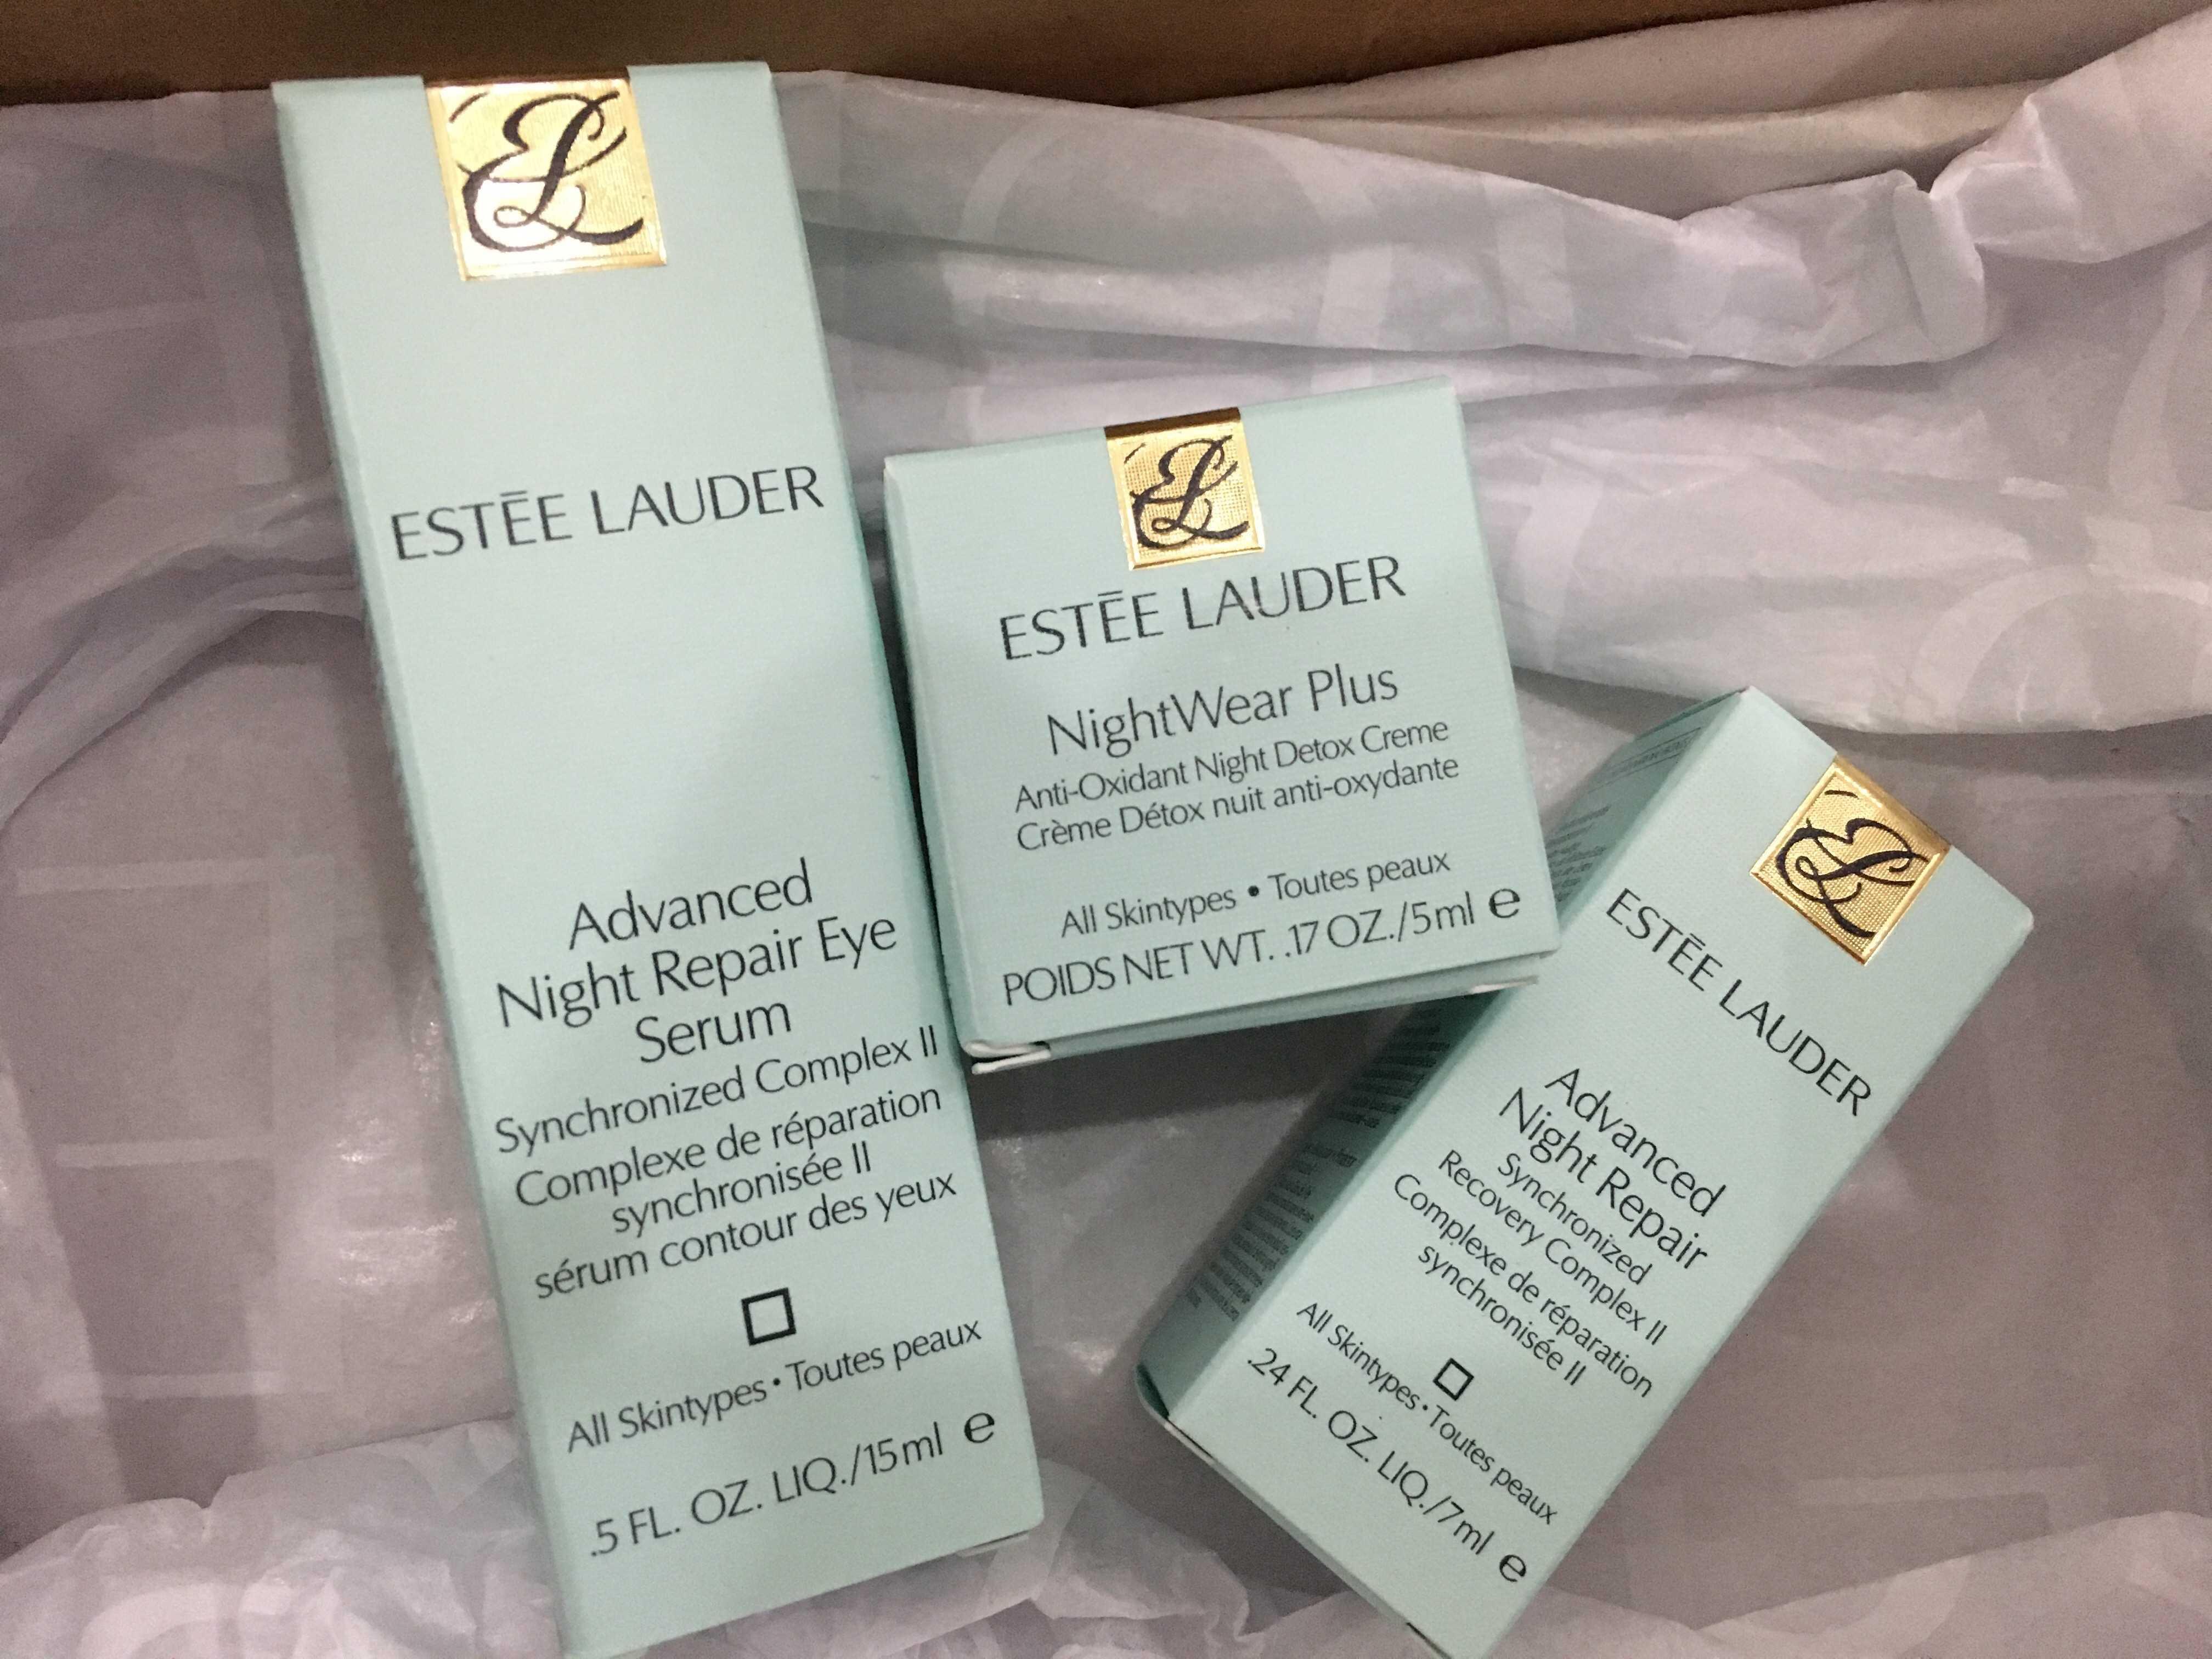 EL
ESTĒE LAUDER
Advanced
Night Repair Eye
Serum
Synchronized Complex II
Complexe de réparation
synchronisée II
sérum contour des yeux
All Skintypes • Toutes peaux
.5 FL. OZ. LIQ./15ml e
EL
ESTĒE LAUDER
NightWear Plus
Anti-Oxidant Night Detox Creme
Crème Détox nuit anti-oxydante
All Skintypes • Toutes peaux
POIDS NET WT. .17 OZ./5ml e
EL
ESTĒE LAUDER
Advanced
Night Repair
Synchronized
Recovery Complex II
Complexe de réparation
synchronisée II
All Skintypes • Toutes peaux
.24 FL. OZ. LIQ./7ml e